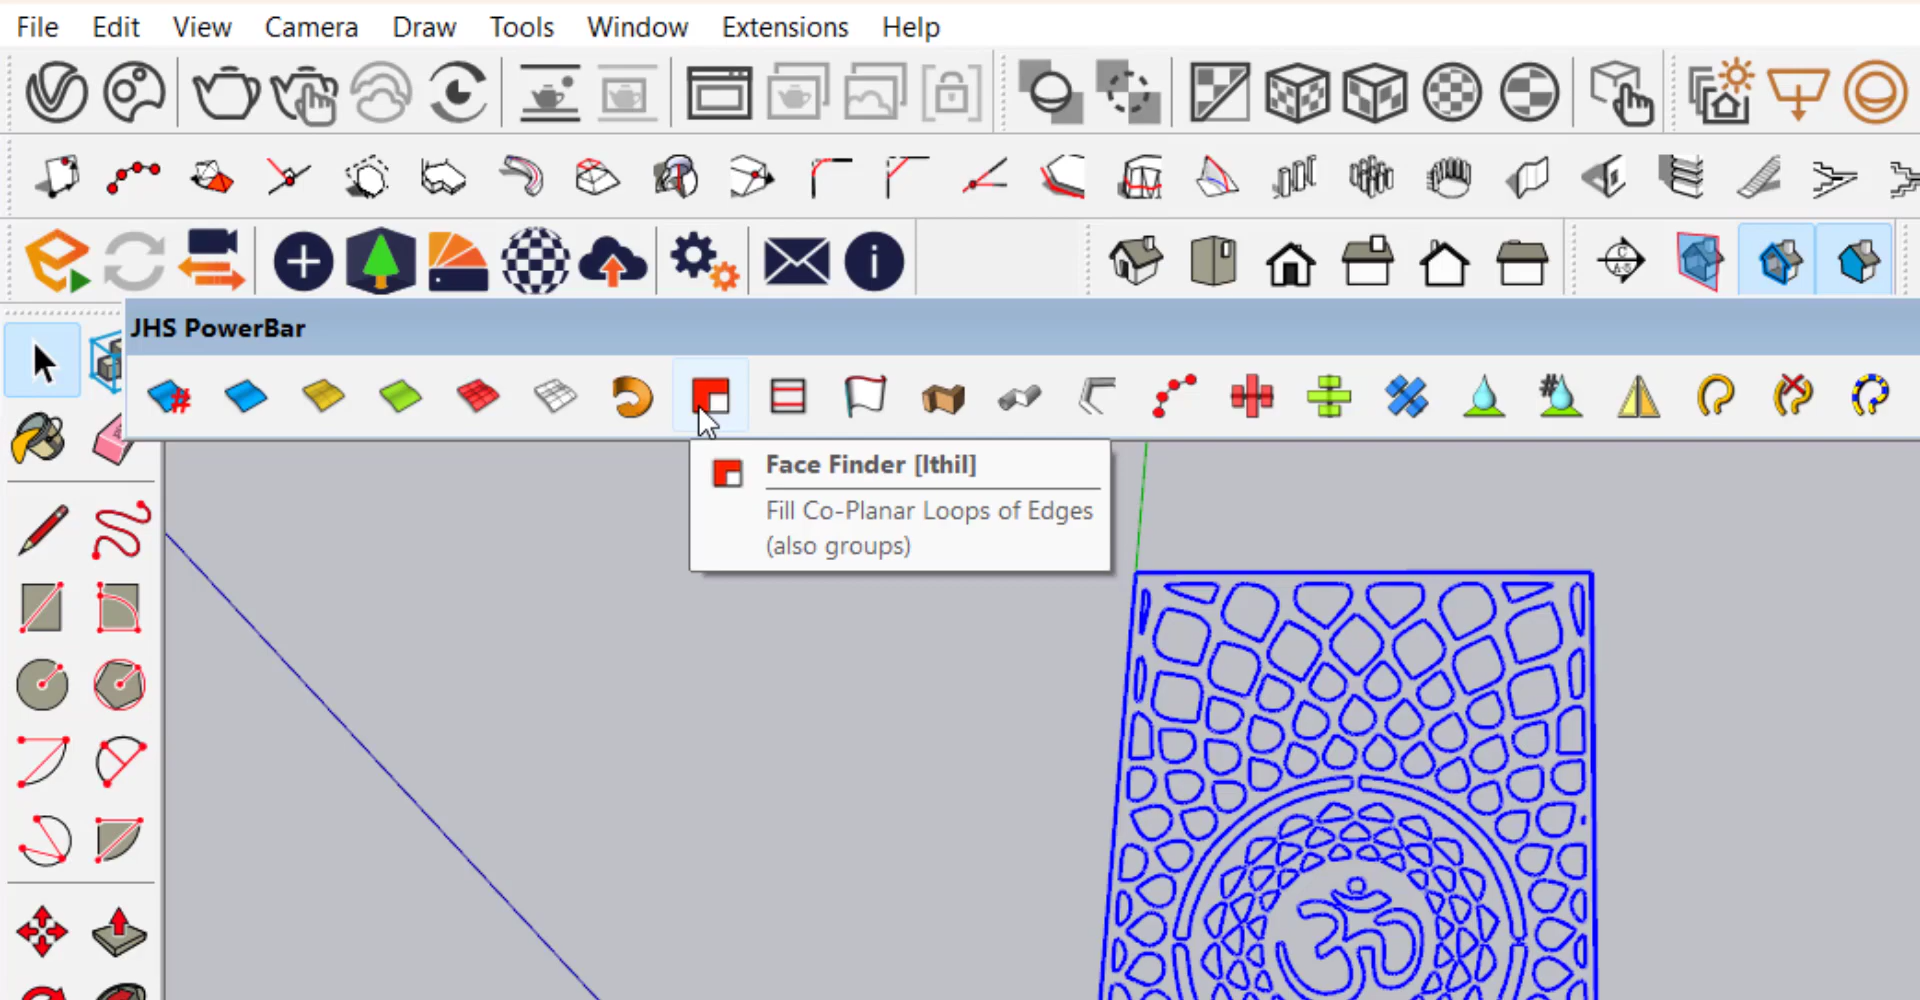 File Edit View Camera Draw Tools Window Extensions Help
C
A-5
i
JHS PowerBar
#
#
Face Finder [Ithil]
Fill Co-Planar Loops of Edges
(also groups)
ॐ